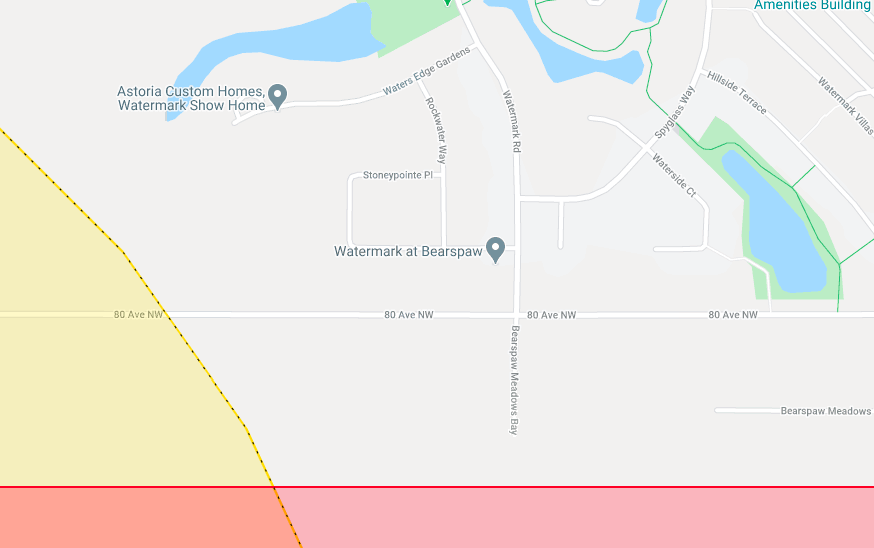 Amenities Building
Waters Edge Gardens
Astoria Custom Homes,
Watermark Show Home
Rockwater Way
Watermark Rd
Spyglass Way
Hillside Terrace
Watermark Villas
Stoneypointe Pl
Waterside Ct
Watermark at Bearspaw
80 Ave NW
80 Ave NW
80 Ave NW
80 Ave NW
Bearspaw Meadows Bay
Bearspaw Meadows